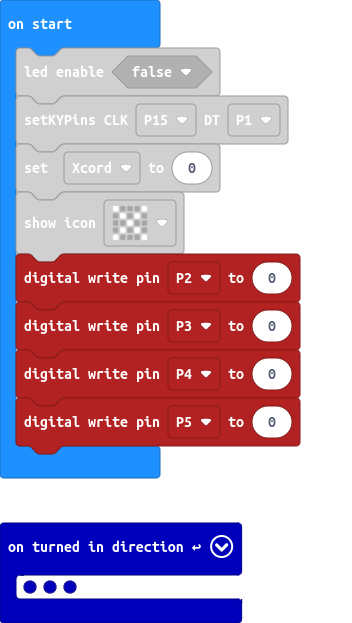 on start
led enable false
setKYPins CLK P15 DT P1
set Xcord to 0
show icon
digital write pin P2 to 0
digital write pin P3 to 0
digital write pin P4 to 0
digital write pin P5 to 0
on turned in direction ↩